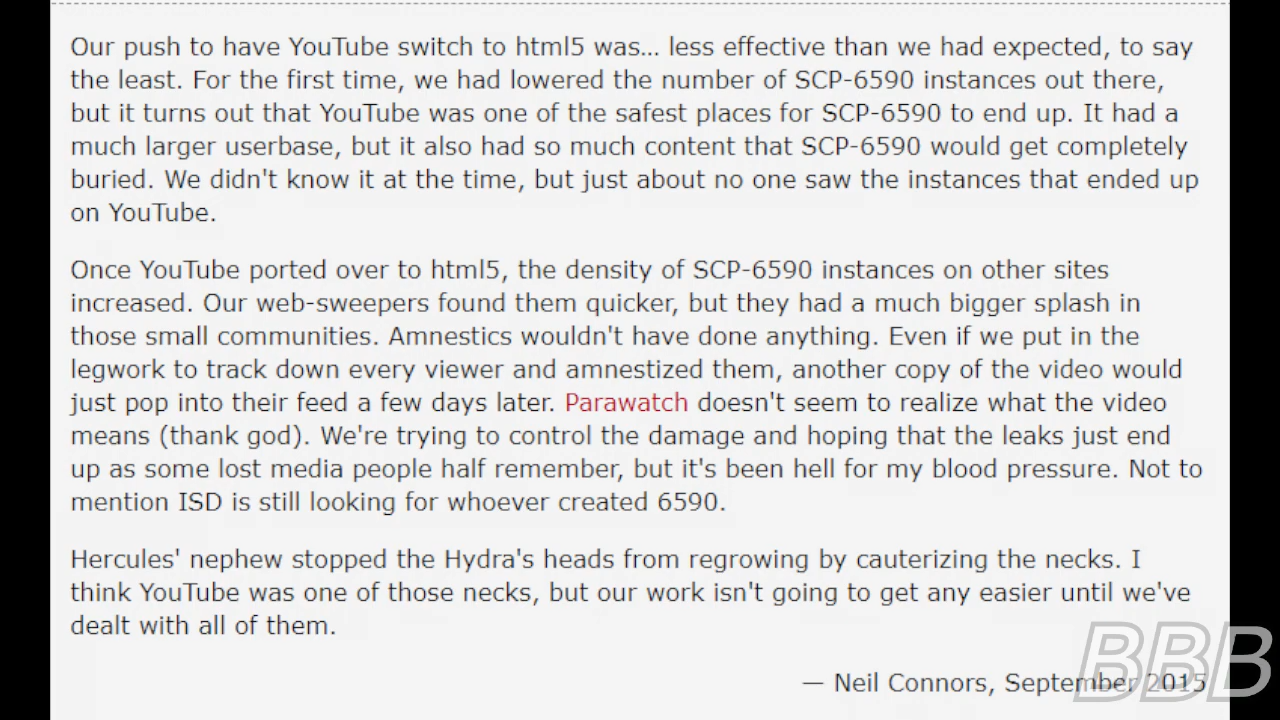 Our push to have YouTube switch to html5 was... less effective than we had expected, to say
the least. For the first time, we had lowered the number of SCP-6590 instances out there,
but it turns out that YouTube was one of the safest places for SCP-6590 to end up. It had a
much larger userbase, but it also had so much content that SCP-6590 would get completely
buried. We didn't know it at the time, but just about no one saw the instances that ended up
on YouTube.
Once YouTube ported over to html5, the density of SCP-6590 instances on other sites
increased. Our web-sweepers found them quicker, but they had a much bigger splash in
those small communities. Amnestics wouldn't have done anything. Even if we put in the
legwork to track down every viewer and amnestized them, another copy of the video would
just pop into their feed a few days later. Parawatch doesn't seem to realize what the video
means (thank god). We're trying to control the damage and hoping that the leaks just end
up as some lost media people half remember, but it's been hell for my blood pressure. Not to
mention ISD is still looking for whoever created 6590.
Hercules' nephew stopped the Hydra's heads from regrowing by cauterizing the necks. I
think YouTube was one of those necks, but our work isn't going to get any easier until we've
dealt with all of them.
— Neil Connors, September 2015
BBB